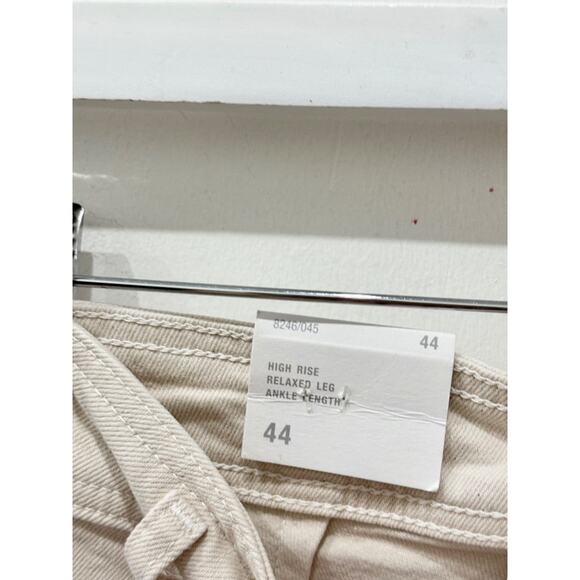 8246/045 44
HIGH RISE
RELAXED LEG
ANKLE LENGTH
44